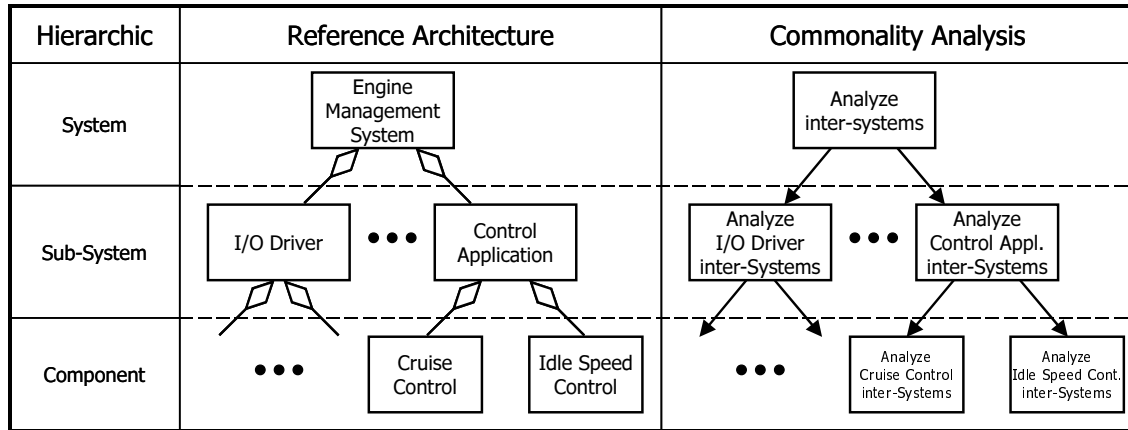 Hierarchic
Reference Architecture
Commonality Analysis
System
Engine
Management
System
Analyze
inter-systems
Sub-System
I/O Driver
Control
Application
Analyze
I/O Driver
inter-Systems
Analyze
Control Appl.
inter-Systems
Component
Cruise
Control
Idle Speed
Control
Analyze
Cruise Control
inter-Systems
Analyze
Idle Speed Cont.
inter-Systems